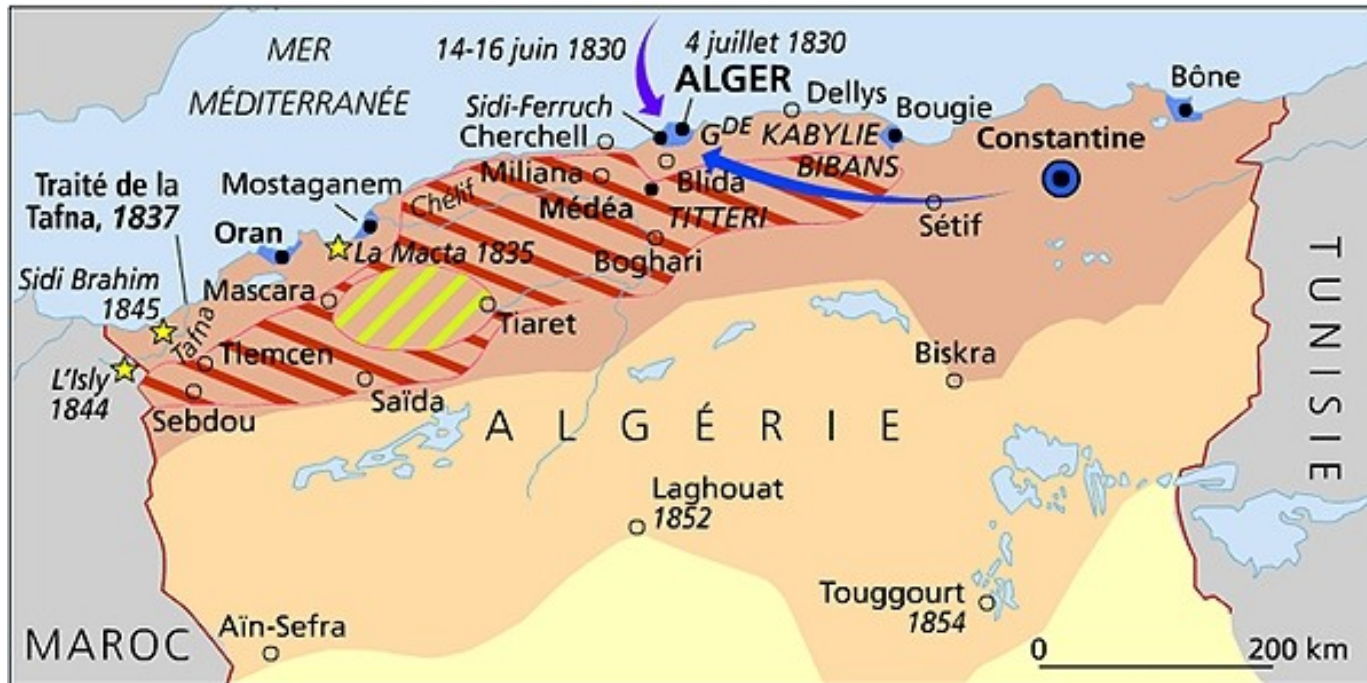 MER
MÉDITERRANÉE
14-16 juin 1830
4 juillet 1830
ALGER
Sidi-Ferruch
Cherchell
Dellys
Bougie
Bône
G^DE KABYLIE
BIBANS
Constantine
Traité de la
Tafna, 1837
Mostaganem
Miliana
Chélif
Blida
Médéa
TITTERI
Sétif
Oran
La Macta 1835
Boghari
Sidi Brahim
1845
Mascara
Tafna
Tiaret
Tlemcen
L'Isly
1844
Sebdou
Saïda
Biskra
ALGÉRIE
TUNISIE
Laghouat
1852
Touggourt
1854
Aïn-Sefra
MAROC
0 200 km